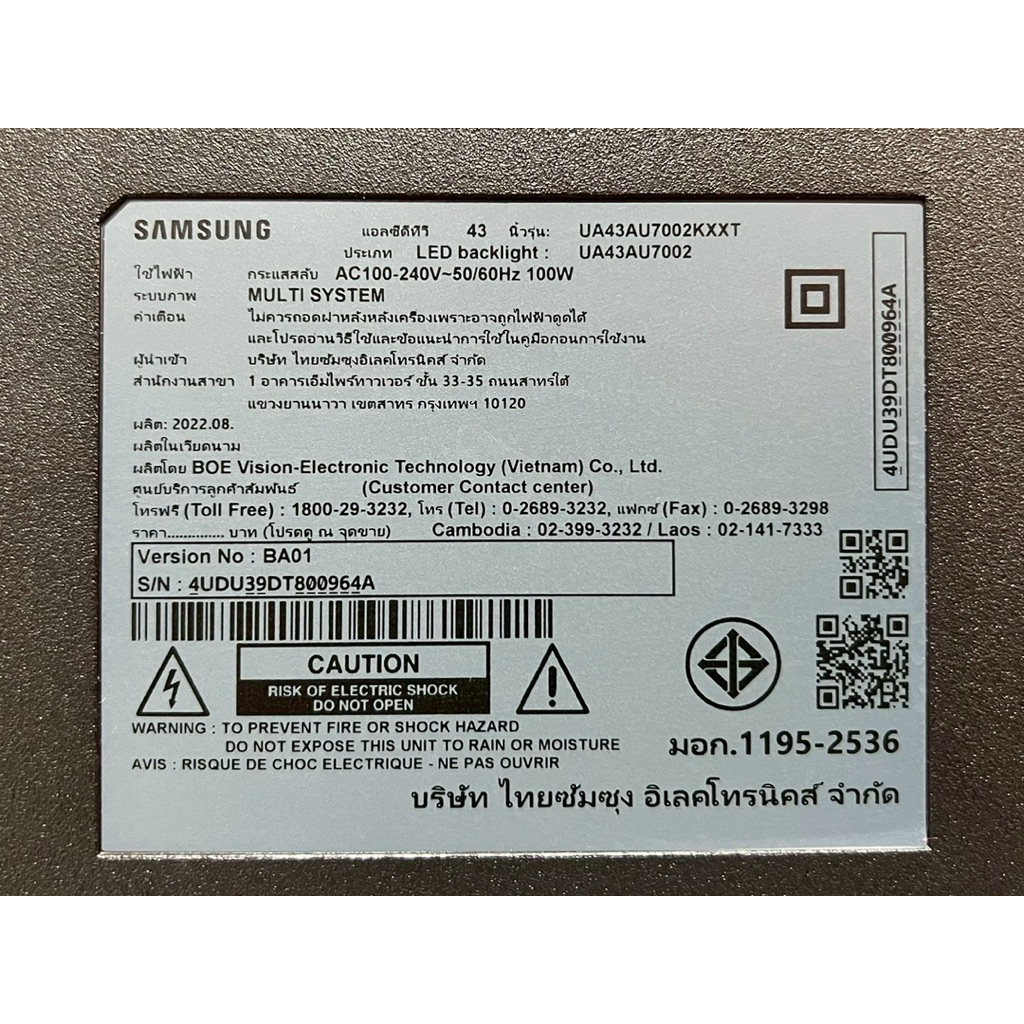 SAMSUNG แอลซีดีทีวี 43 นิ้วรุ่น: UA43AU7002KXXT
ประเภท LED backlight : UA43AU7002
ใช้ไฟฟ้า กระแสสลับ AC100-240V~50/60Hz 100W
ระบบภาพ MULTI SYSTEM
คำเตือน ไม่ควรถอดฝาหลังหลังเครื่องเพราะอาจถูกไฟฟ้าดูดได้
และโปรดอ่านวิธีใช้และข้อแนะนำการใช้ในคู่มือก่อนการใช้งาน
ผู้นำเข้า บริษัท ไทยซัมซุงอิเลคโทรนิคส์ จำกัด
สำนักงานสาขา 1 อาคารเอ็มไพร์ทาวเวอร์ ชั้น 33-35 ถนนสาทรใต้
แขวงยานนาวา เขตสาทร กรุงเทพฯ 10120
ผลิต: 2022.08.
ผลิตในเวียดนาม
ผลิตโดย BOE Vision-Electronic Technology (Vietnam) Co., Ltd.
ศูนย์บริการลูกค้าสัมพันธ์ (Customer Contact center)
โทรฟรี (Toll Free) : 1800-29-3232, โทร (Tel) : 0-2689-3232, แฟกซ์ (Fax) : 0-2689-3298
ราคา.............. บาท (โปรดดู ณ จุดขาย) Cambodia : 02-399-3232 / Laos : 02-141-7333
Version No : BA01
S/N : 4UDU39DT800964A
4UDU39DT800964A
CAUTION
RISK OF ELECTRIC SHOCK
DO NOT OPEN
WARNING : TO PREVENT FIRE OR SHOCK HAZARD
DO NOT EXPOSE THIS UNIT TO RAIN OR MOISTURE
AVIS : RISQUE DE CHOC ELECTRIQUE - NE PAS OUVRIR
มอก.1195-2536
บริษัท ไทยซัมซุง อิเลคโทรนิคส์ จำกัด